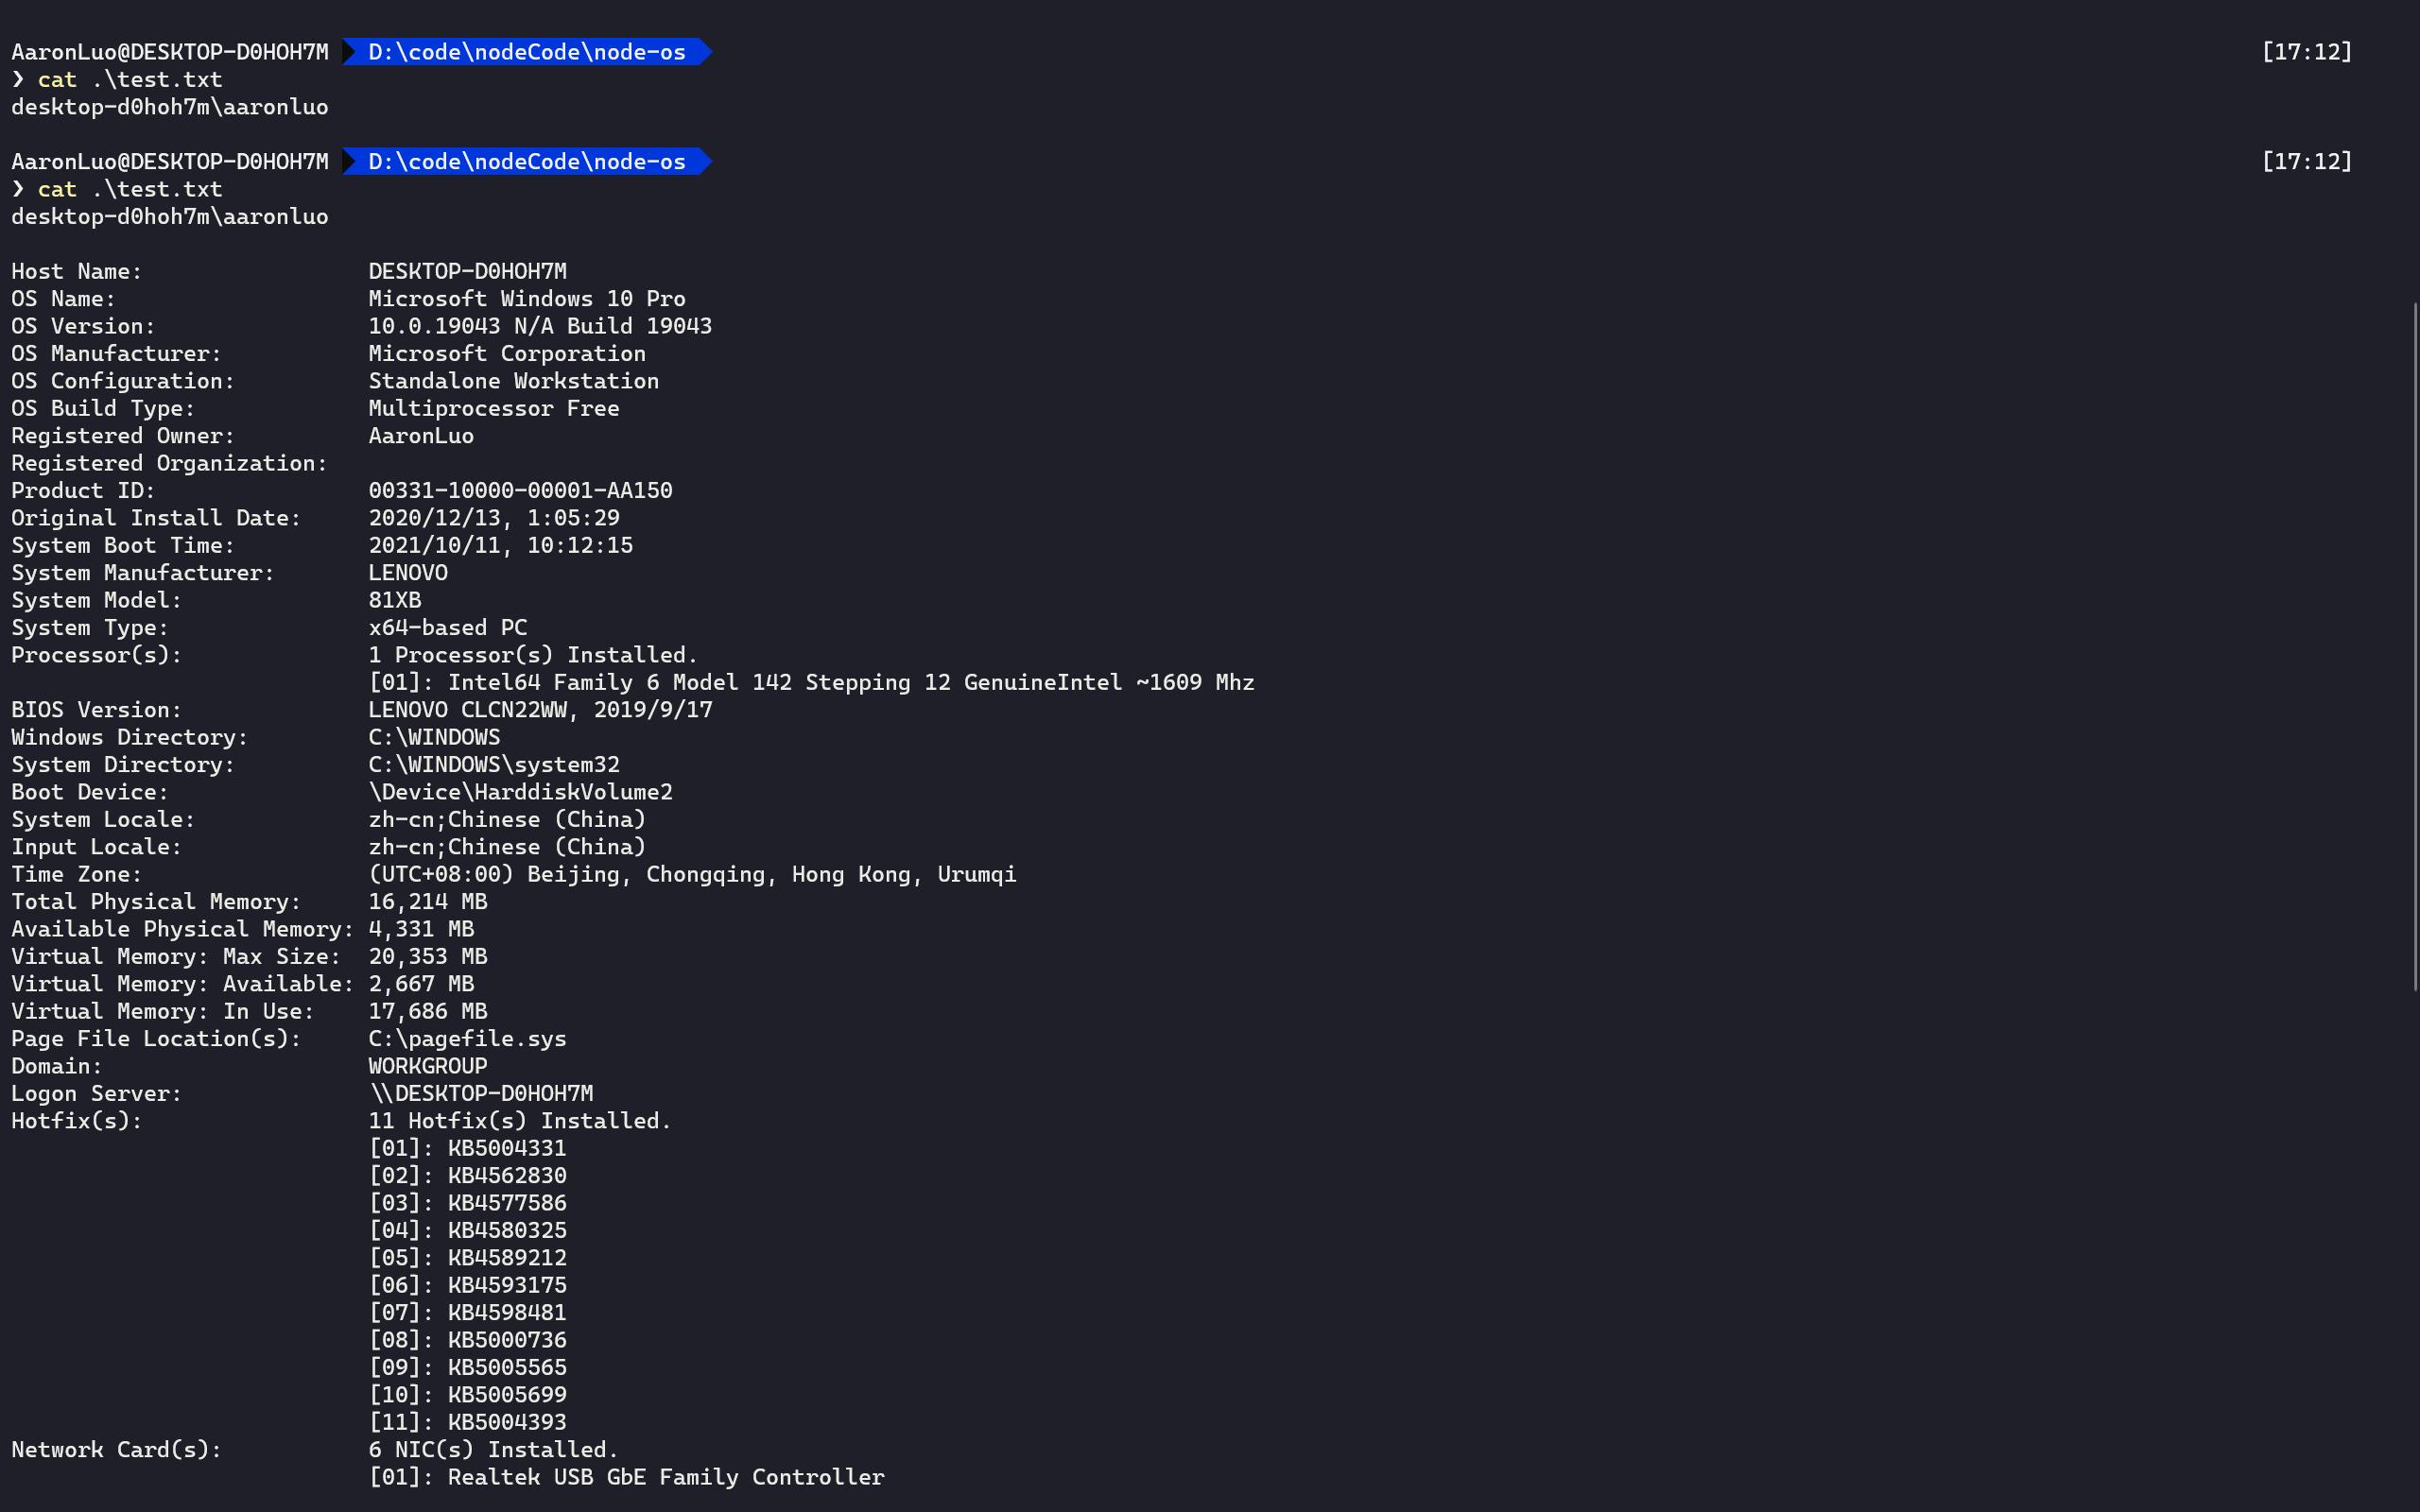 AaronLuo@DESKTOP-D0HOH7M D:\code\nodeCode\node-os [17:12]
❯ cat .\test.txt
desktop-d0hoh7m\aaronluo
AaronLuo@DESKTOP-D0HOH7M D:\code\nodeCode\node-os [17:12]
❯ cat .\test.txt
desktop-d0hoh7m\aaronluo
Host Name: DESKTOP-D0HOH7M
OS Name: Microsoft Windows 10 Pro
OS Version: 10.0.19043 N/A Build 19043
OS Manufacturer: Microsoft Corporation
OS Configuration: Standalone Workstation
OS Build Type: Multiprocessor Free
Registered Owner: AaronLuo
Registered Organization:
Product ID: 00331-10000-00001-AA150
Original Install Date: 2020/12/13, 1:05:29
System Boot Time: 2021/10/11, 10:12:15
System Manufacturer: LENOVO
System Model: 81XB
System Type: x64-based PC
Processor(s): 1 Processor(s) Installed.
[01]: Intel64 Family 6 Model 142 Stepping 12 GenuineIntel ~1609 Mhz
BIOS Version: LENOVO CLCN22WW, 2019/9/17
Windows Directory: C:\WINDOWS
System Directory: C:\WINDOWS\system32
Boot Device: \Device\HarddiskVolume2
System Locale: zh-cn;Chinese (China)
Input Locale: zh-cn;Chinese (China)
Time Zone: (UTC+08:00) Beijing, Chongqing, Hong Kong, Urumqi
Total Physical Memory: 16,214 MB
Available Physical Memory: 4,331 MB
Virtual Memory: Max Size: 20,353 MB
Virtual Memory: Available: 2,667 MB
Virtual Memory: In Use: 17,686 MB
Page File Location(s): C:\pagefile.sys
Domain: WORKGROUP
Logon Server: \\DESKTOP-D0HOH7M
Hotfix(s): 11 Hotfix(s) Installed.
[01]: KB5004331
[02]: KB4562830
[03]: KB4577586
[04]: KB4580325
[05]: KB4589212
[06]: KB4593175
[07]: KB4598481
[08]: KB5000736
[09]: KB5005565
[10]: KB5005699
[11]: KB5004393
Network Card(s): 6 NIC(s) Installed.
[01]: Realtek USB GbE Family Controller